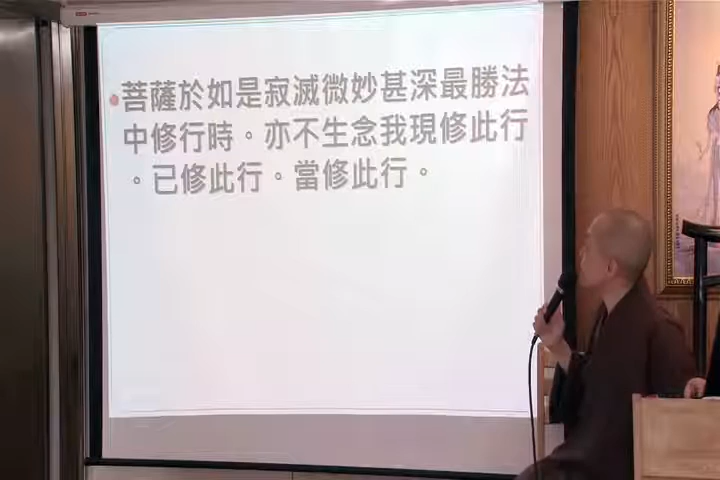 菩薩於如是寂滅微妙甚深最勝法
中修行時。亦不生念我現修此行
。已修此行。當修此行。